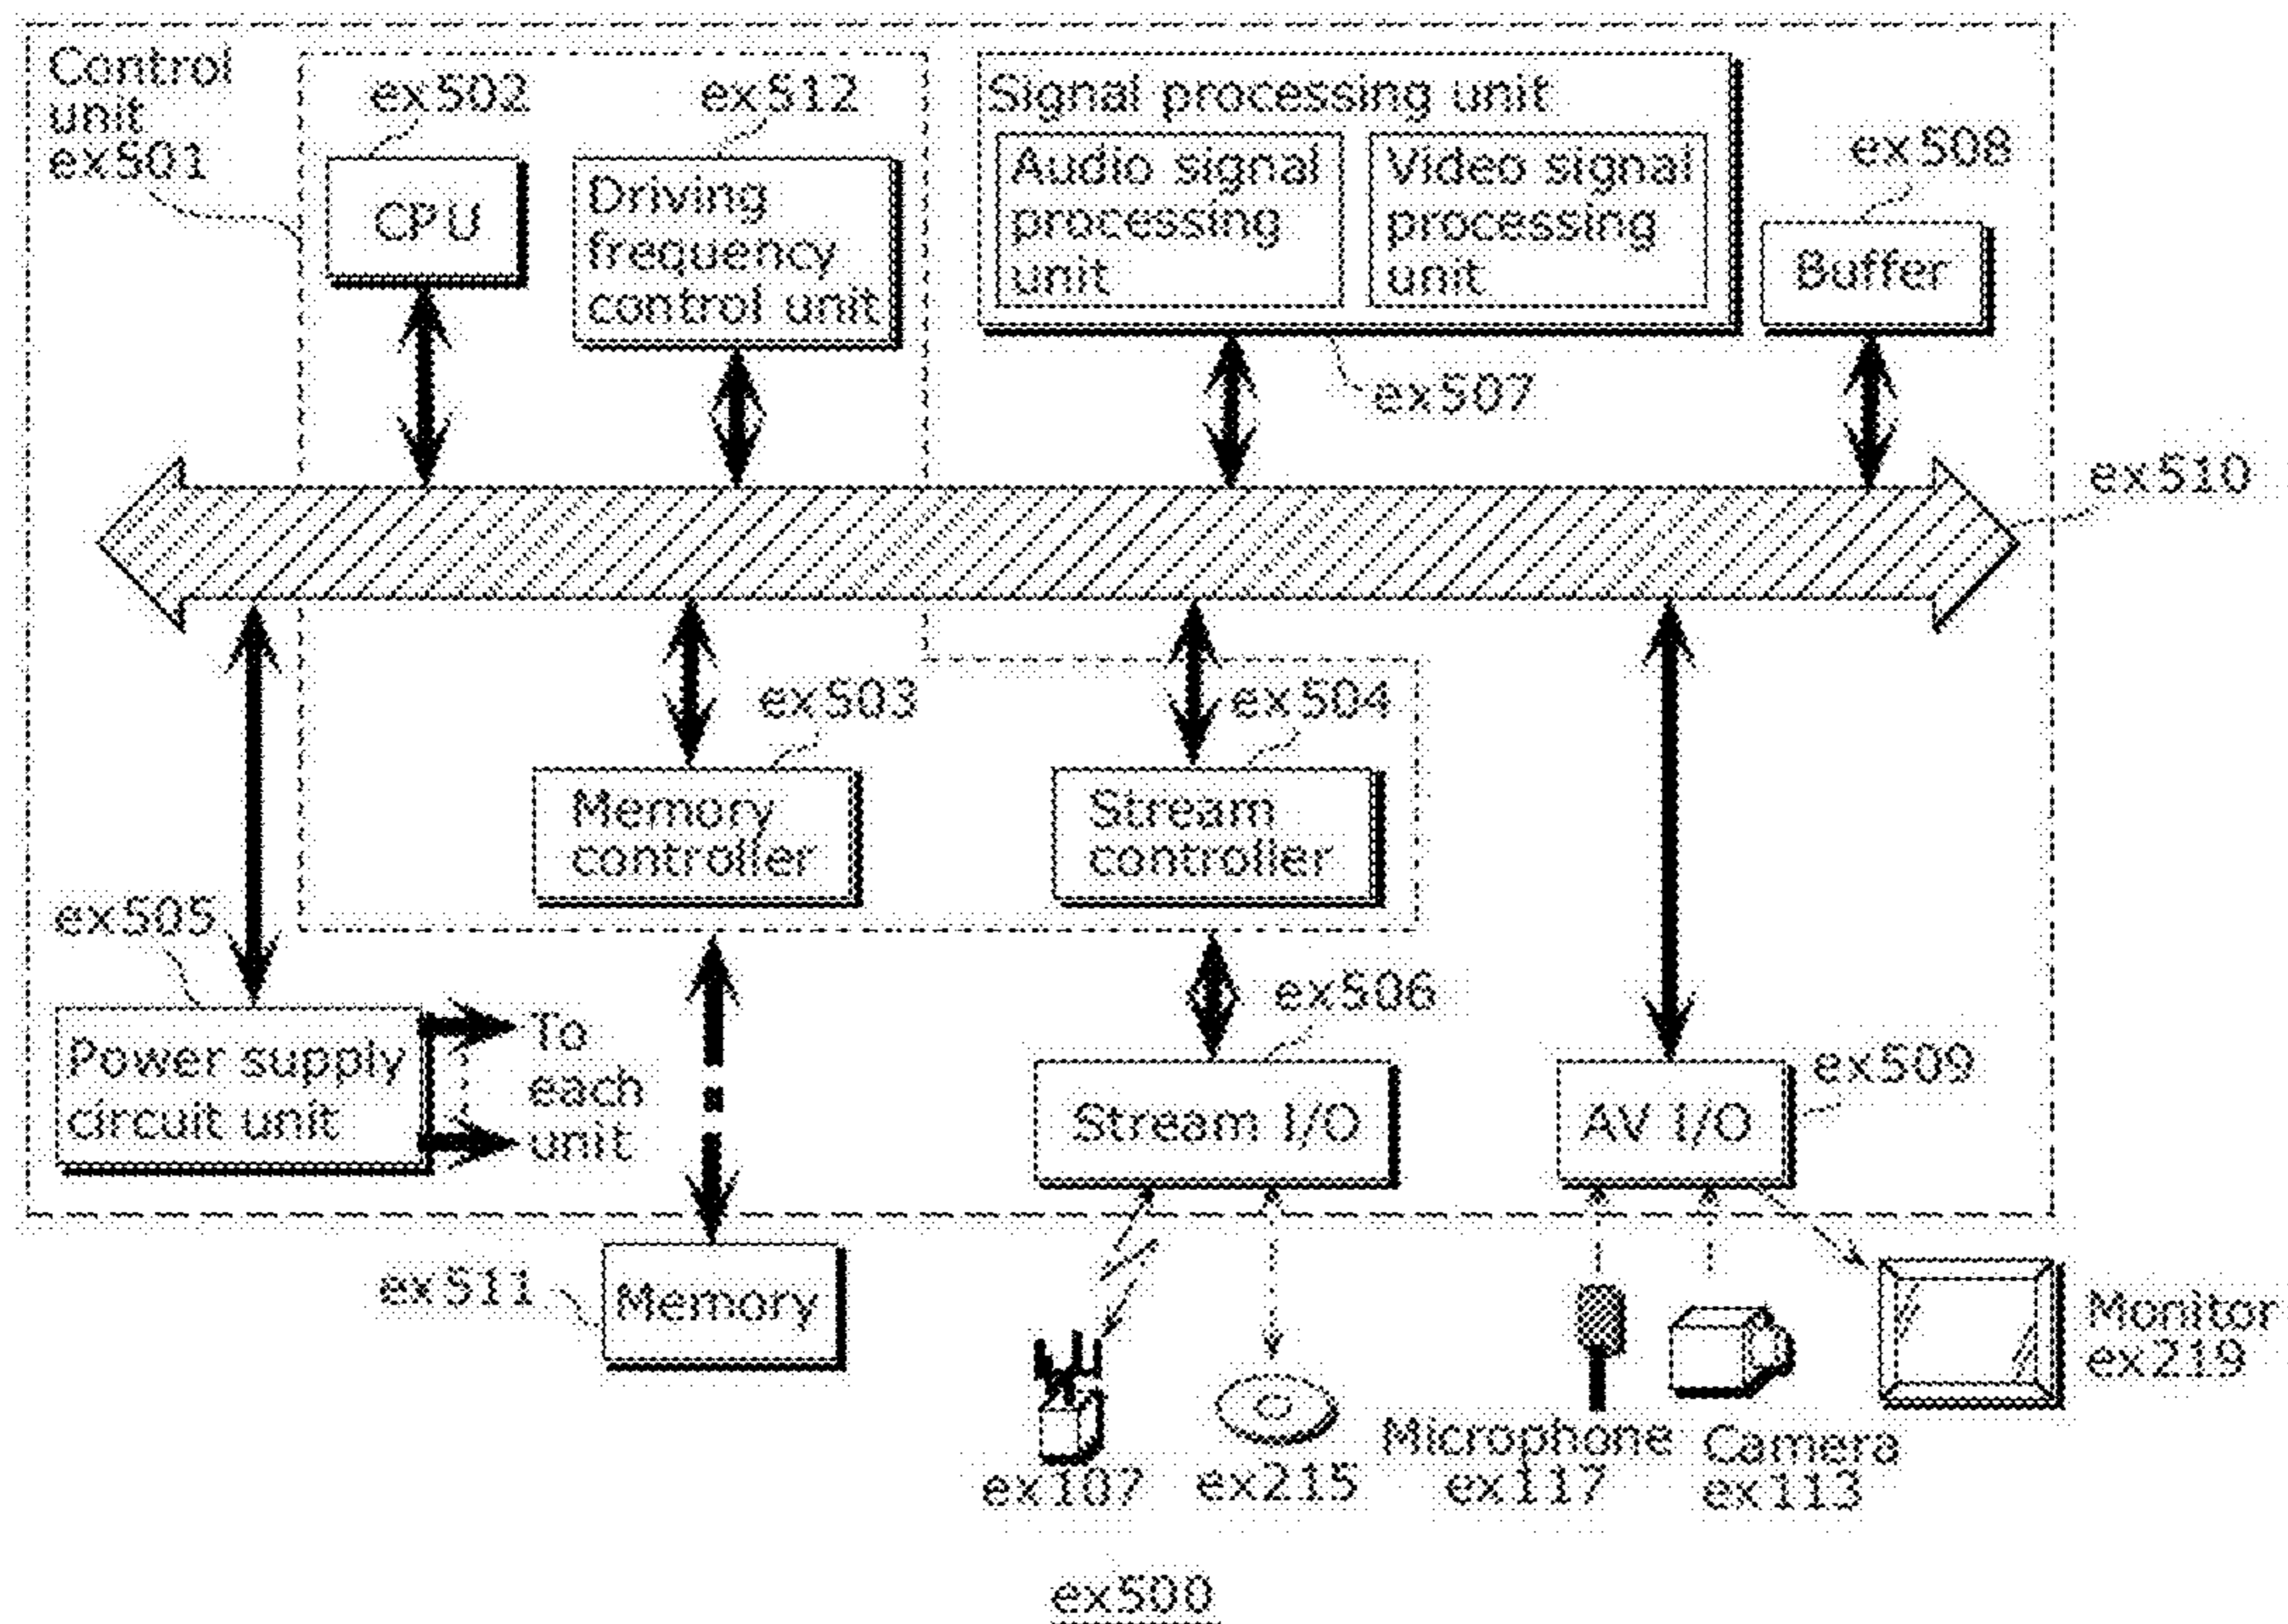 Control
unit
ex501
ex502
ex512
CPU
Driving
frequency
control unit
Signal processing unit
Audio signal
processing
unit
Video signal
processing
unit
ex508
Buffer
ex507
ex510
ex503
ex504
Memory
controller
Stream
controller
ex505
Power supply
circuit unit
To
each
unit
ex506
Stream I/O
ex509
AV I/O
ex511
Memory
Monitor
ex219
ex107
ex215
Microphone
ex117
Camera
ex113
ex500